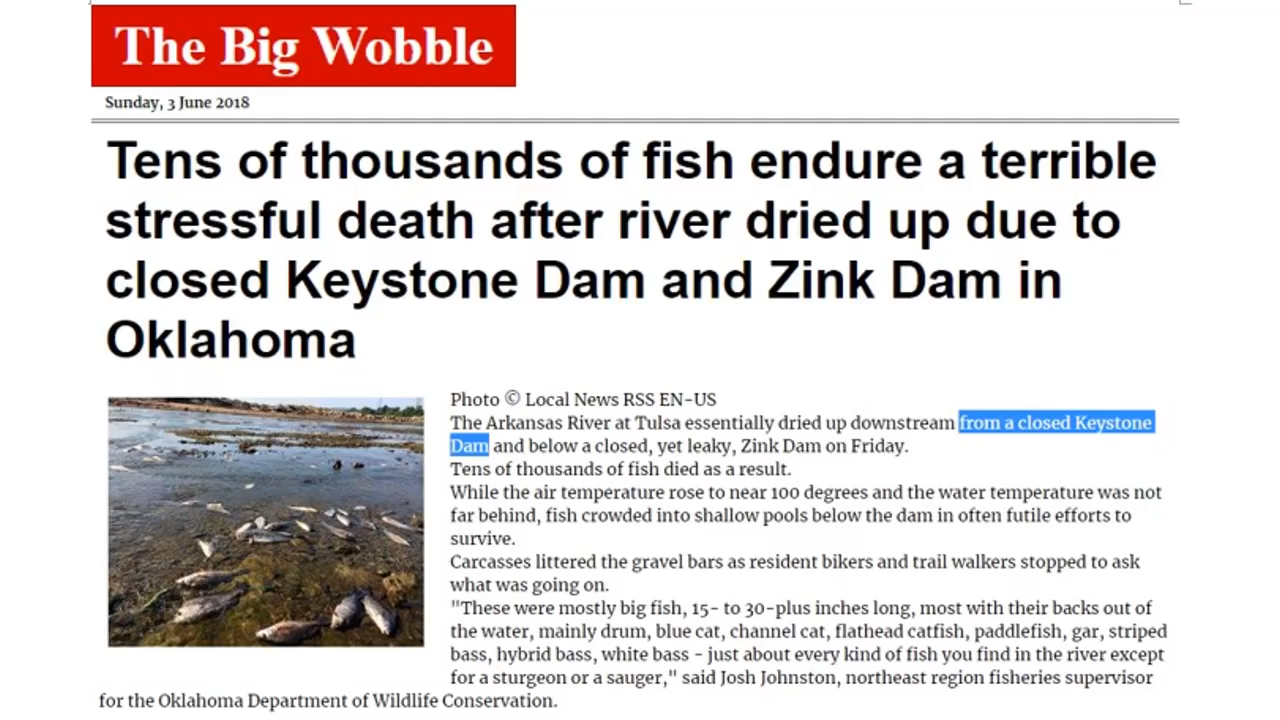 The Big Wobble
Sunday, 3 June 2018
Tens of thousands of fish endure a terrible
stressful death after river dried up due to
closed Keystone Dam and Zink Dam in
Oklahoma
Photo © Local News RSS EN-US
The Arkansas River at Tulsa essentially dried up downstream from a closed Keystone
Dam and below a closed, yet leaky, Zink Dam on Friday.
Tens of thousands of fish died as a result.
While the air temperature rose to near 100 degrees and the water temperature was not
far behind, fish crowded into shallow pools below the dam in often futile efforts to
survive.
Carcasses littered the gravel bars as resident bikers and trail walkers stopped to ask
what was going on.
"These were mostly big fish, 15- to 30-plus inches long, most with their backs out of
the water, mainly drum, blue cat, channel cat, flathead catfish, paddlefish, gar, striped
bass, hybrid bass, white bass - just about every kind of fish you find in the river except
for a sturgeon or a sauger," said Josh Johnston, northeast region fisheries supervisor
for the Oklahoma Department of Wildlife Conservation.